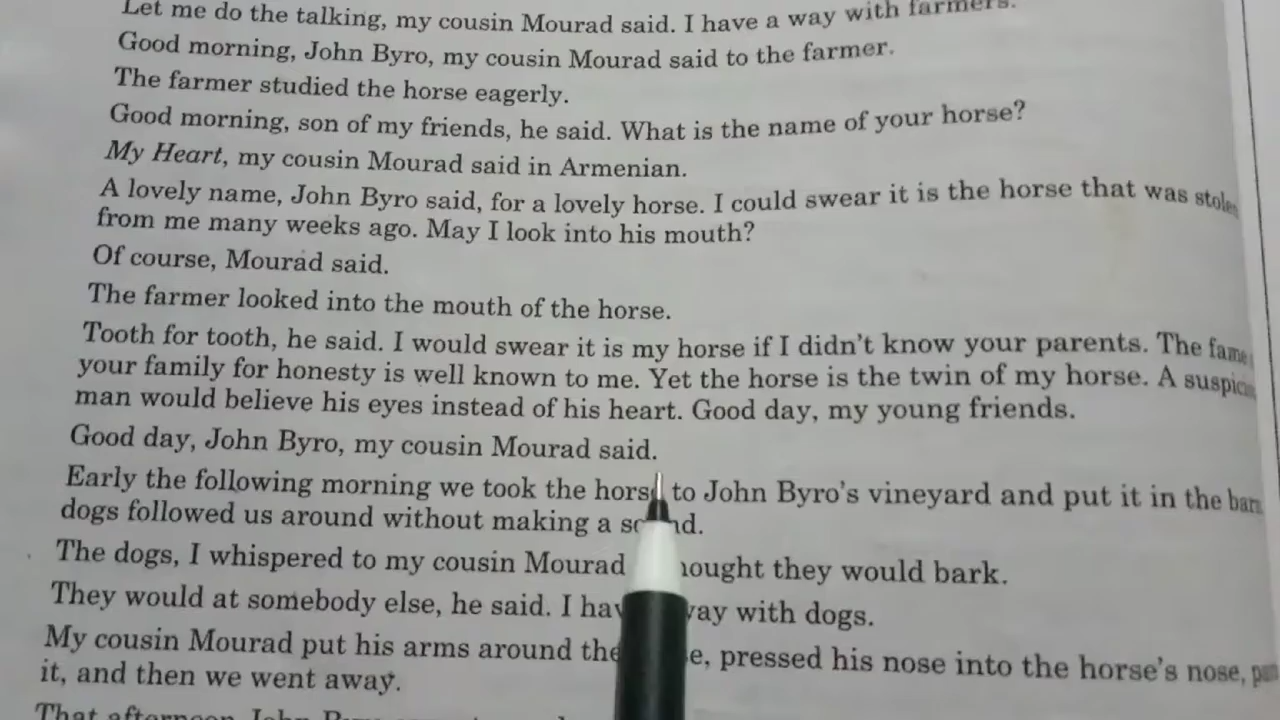 Let me do the talking, my cousin Mourad said. I have a way with farmers.
Good morning, John Byro, my cousin Mourad said to the farmer.
The farmer studied the horse eagerly.
Good morning, son of my friends, he said. What is the name of your horse?
My Heart, my cousin Mourad said in Armenian.
A lovely name, John Byro said, for a lovely horse. I could swear it is the horse that was stolen
from me many weeks ago. May I look into his mouth?
Of course, Mourad said.
The farmer looked into the mouth of the horse.
Tooth for tooth, he said. I would swear it is my horse if I didn't know your parents. The fame
your family for honesty is well known to me. Yet the horse is the twin of my horse. A
man would believe his eyes instead of his heart. Good day, my young friends.
Good day, John Byro, my cousin Mourad said.
Early the following morning we took the horse to John Byro's vineyard and put it in the
dogs followed us around without making a
The dogs, I whispered to my cousin Mourad they would bark.
They would at somebody else, he said. I way with dogs.
My cousin Mourad put his arms around the pressed his nose into the horse's nose,
it, and then we went away.
That afternoon John Byro